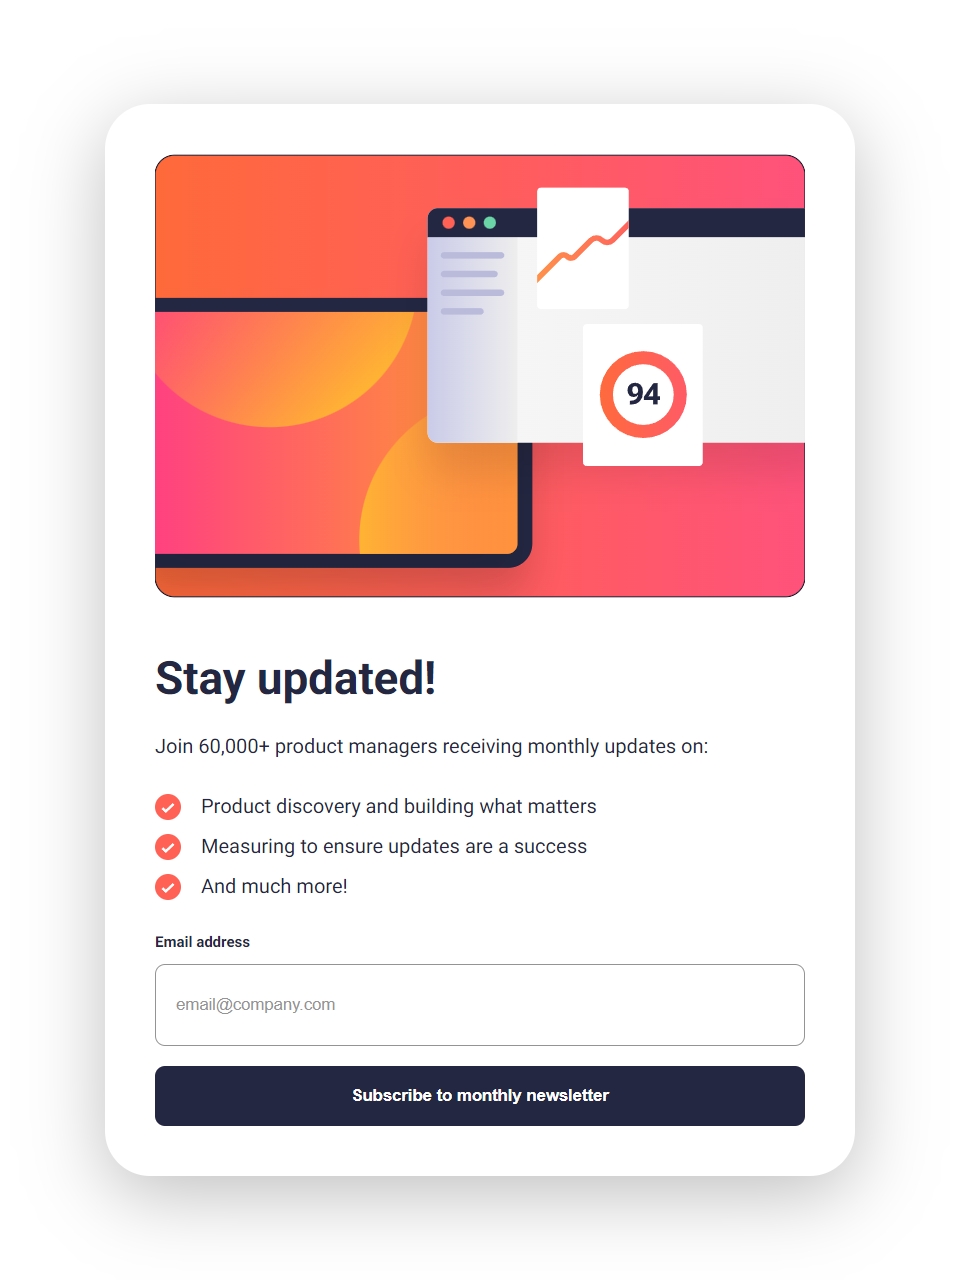 94
Stay updated!
Join 60,000+ product managers receiving monthly updates on:
Product discovery and building what matters
Measuring to ensure updates are a success
And much more!
Email address
email@company.com
Subscribe to monthly newsletter